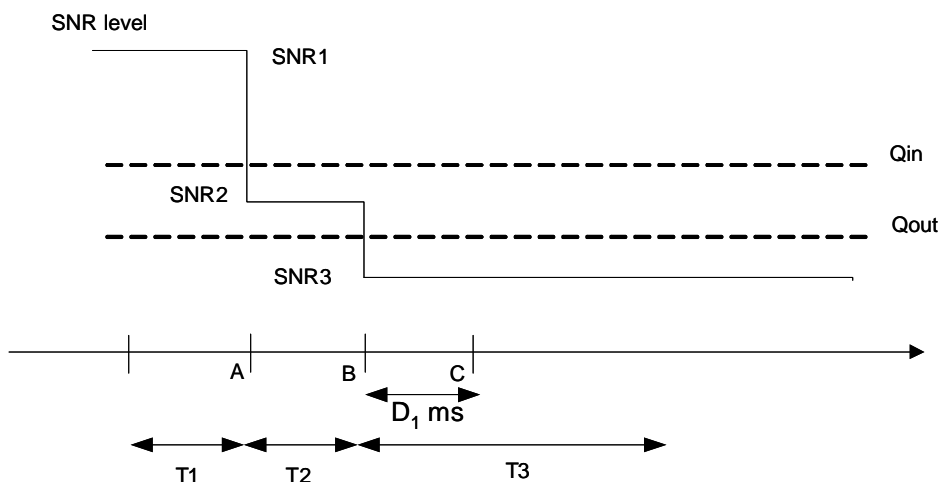 SNR level
SNR1
Qin
SNR2
Qout
SNR3
A B C
D1 ms
T1 T2 T3